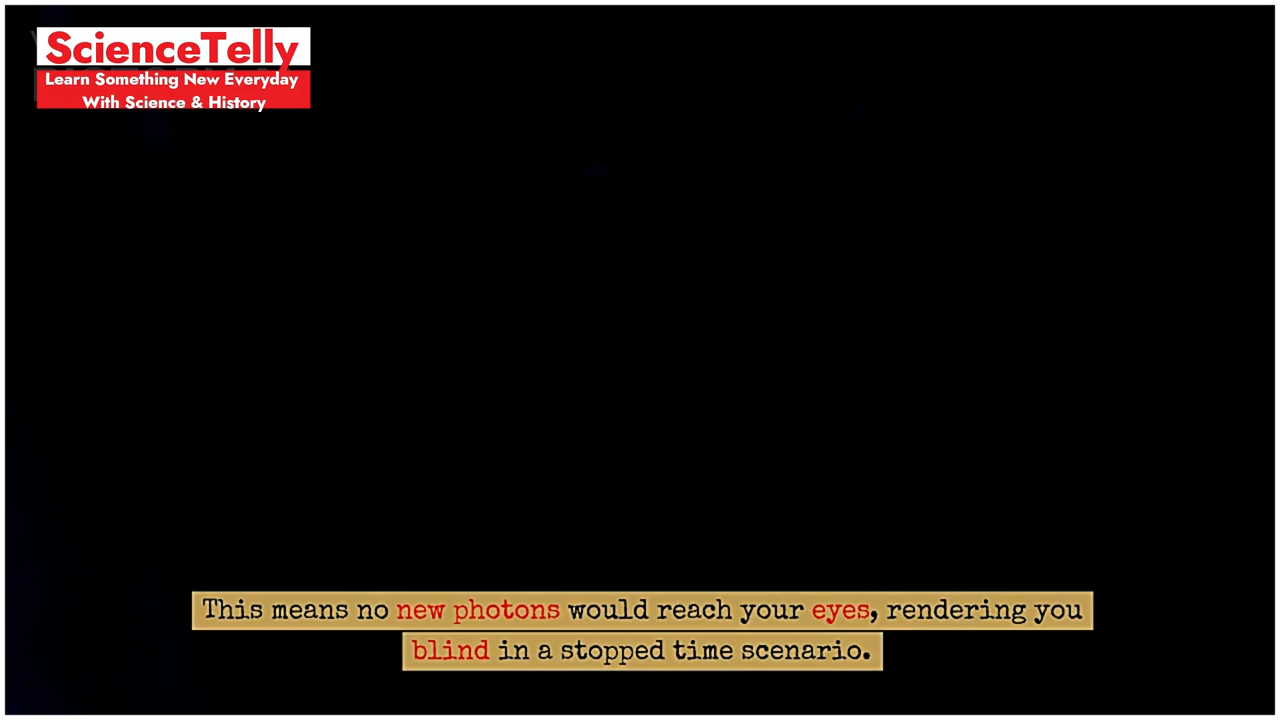 ScienceTelly
Learn Something New Everyday
With Science & History
This means no new photons would reach your eyes, rendering you
blind in a stopped time scenario.